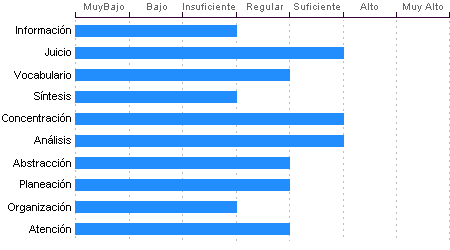 MuyBajo Bajo Insuficiente Regular Suficiente Alto Muy Alto
Información
Juicio
Vocabulario
Síntesis
Concentración
Análisis
Abstracción
Planeación
Organización
Atención